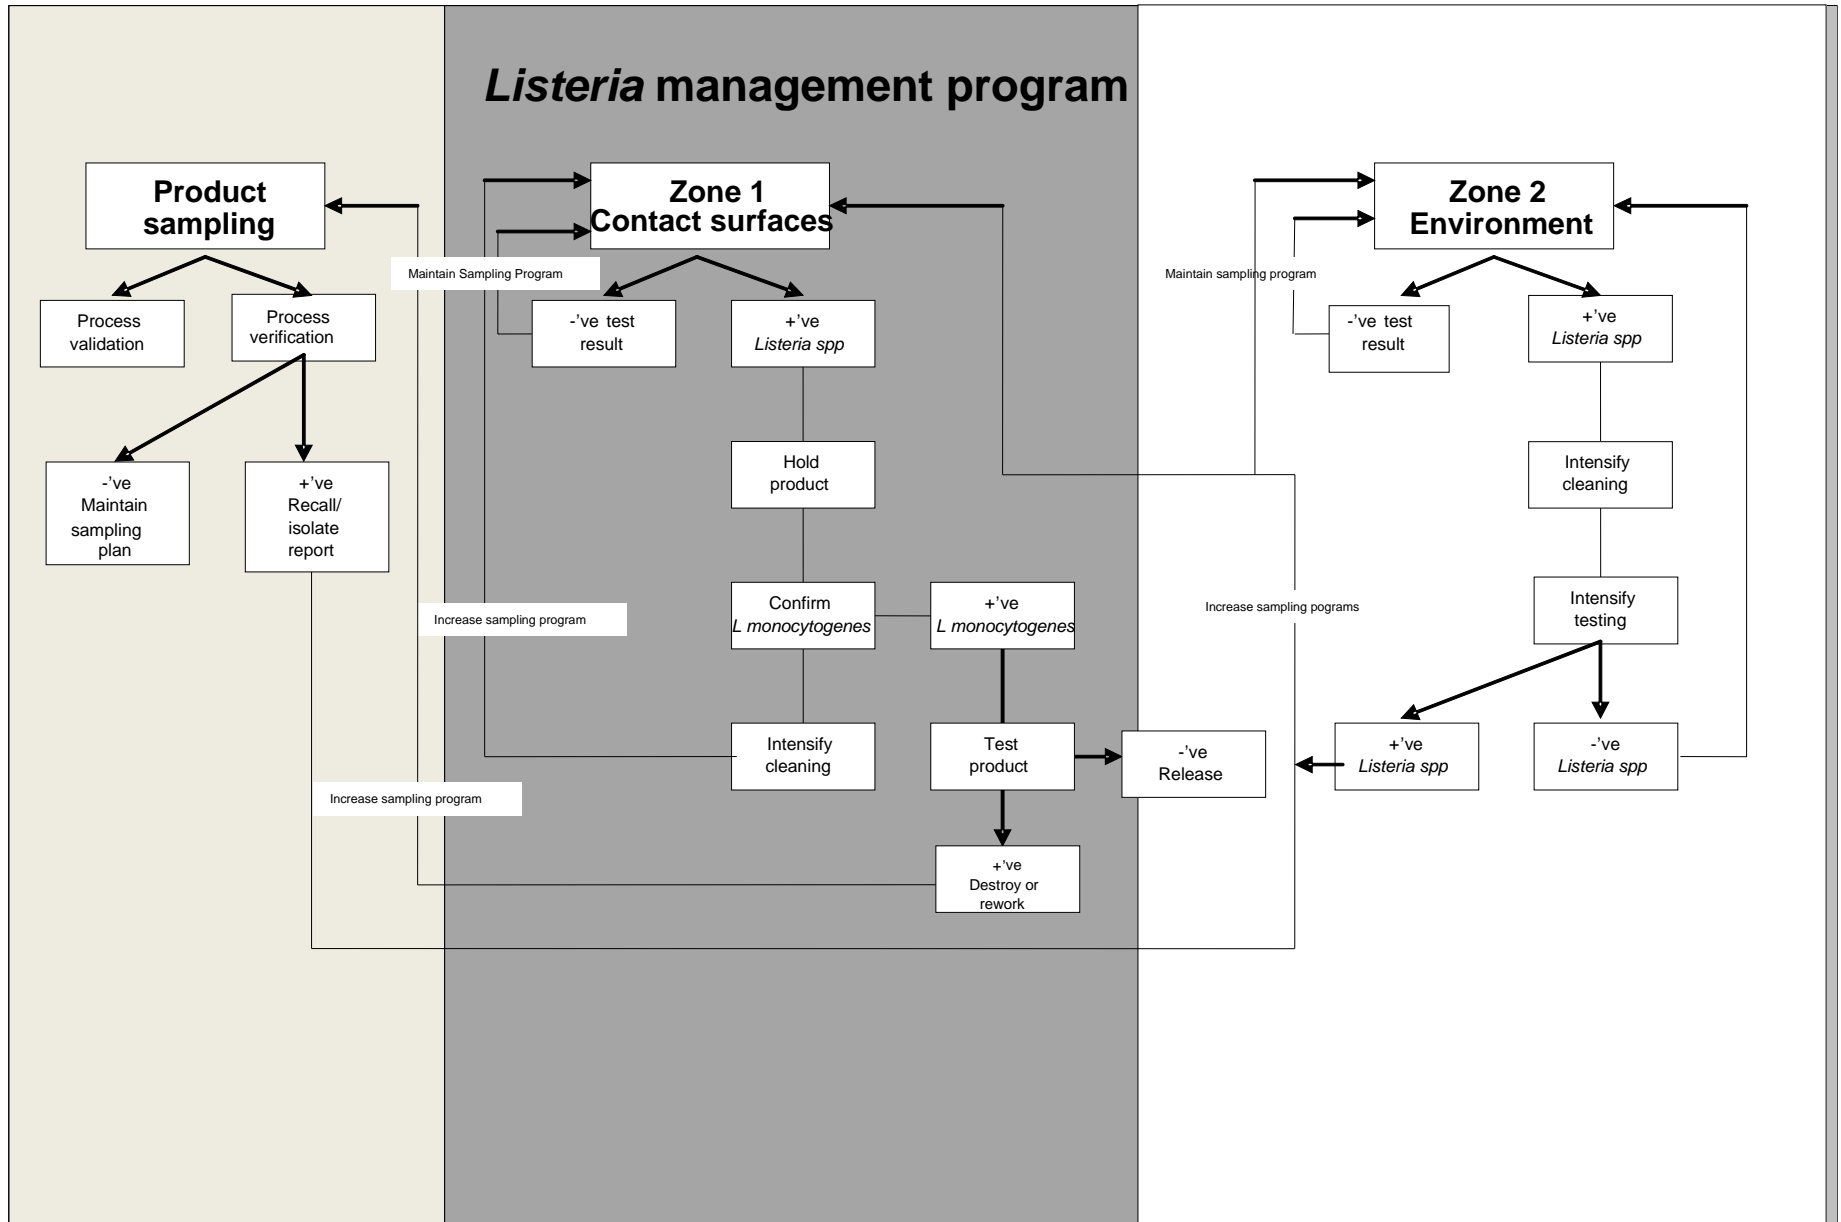 Listeria management program
Product
sampling
Process
validation
Process
verification
-'ve
Maintain
sampling
plan
+'ve
Recall/
isolate
report
Zone 1
Contact surfaces
Maintain Sampling Program
-'ve test
result
+'ve
Listeria spp
Hold
product
Confirm
L monocytogenes
+'ve
L monocytogenes
Increase sampling program
Intensify
cleaning
Test
product
-'ve
Release
Increase sampling program
+'ve
Destroy or
rework
Zone 2
Environment
Maintain sampling program
-'ve test
result
+'ve
Listeria spp
Intensify
cleaning
Intensify
testing
Increase sampling pograms
+'ve
Listeria spp
-'ve
Listeria spp